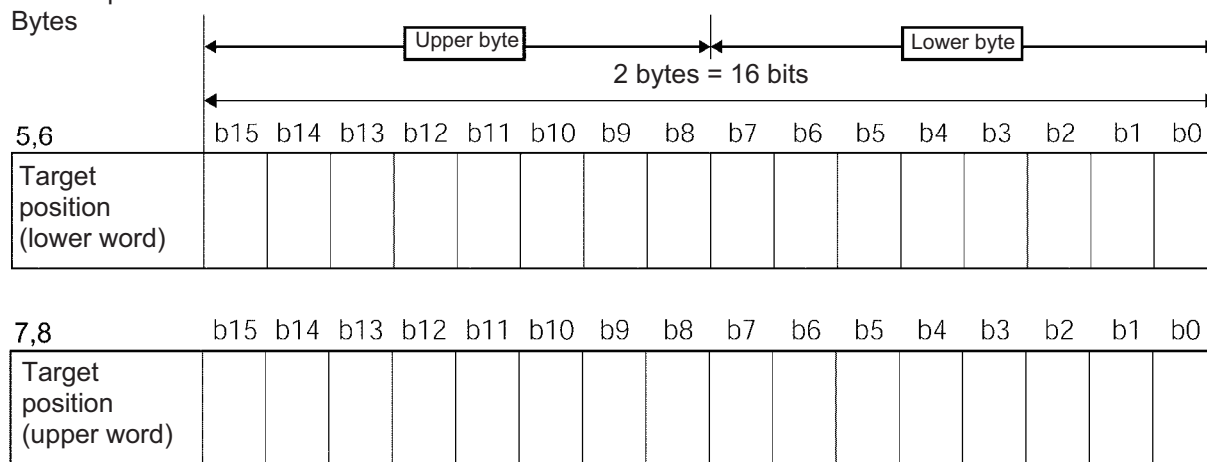 Bytes
Upper byte Lower byte
2 bytes = 16 bits
5,6 b15 b14 b13 b12 b11 b10 b9 b8 b7 b6 b5 b4 b3 b2 b1 b0
Target
position
(lower word)
7,8 b15 b14 b13 b12 b11 b10 b9 b8 b7 b6 b5 b4 b3 b2 b1 b0
Target
position
(upper word)